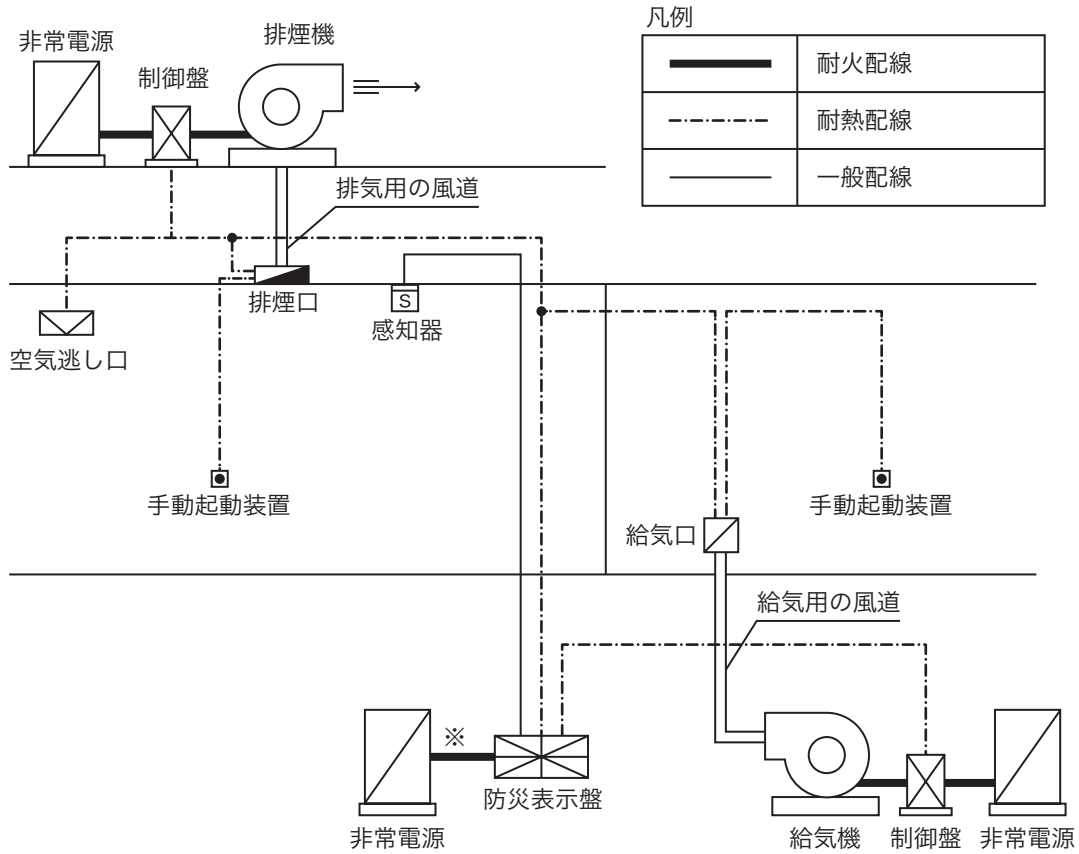 非常電源
制御盤
排煙機
凡例
耐火配線
耐熱配線
一般配線
排気用の風道
排煙口
S
感知器
空気逃し口
手動起動装置
手動起動装置
給気口
給気用の風道
※
防災表示盤
非常電源
給気機
制御盤
非常電源